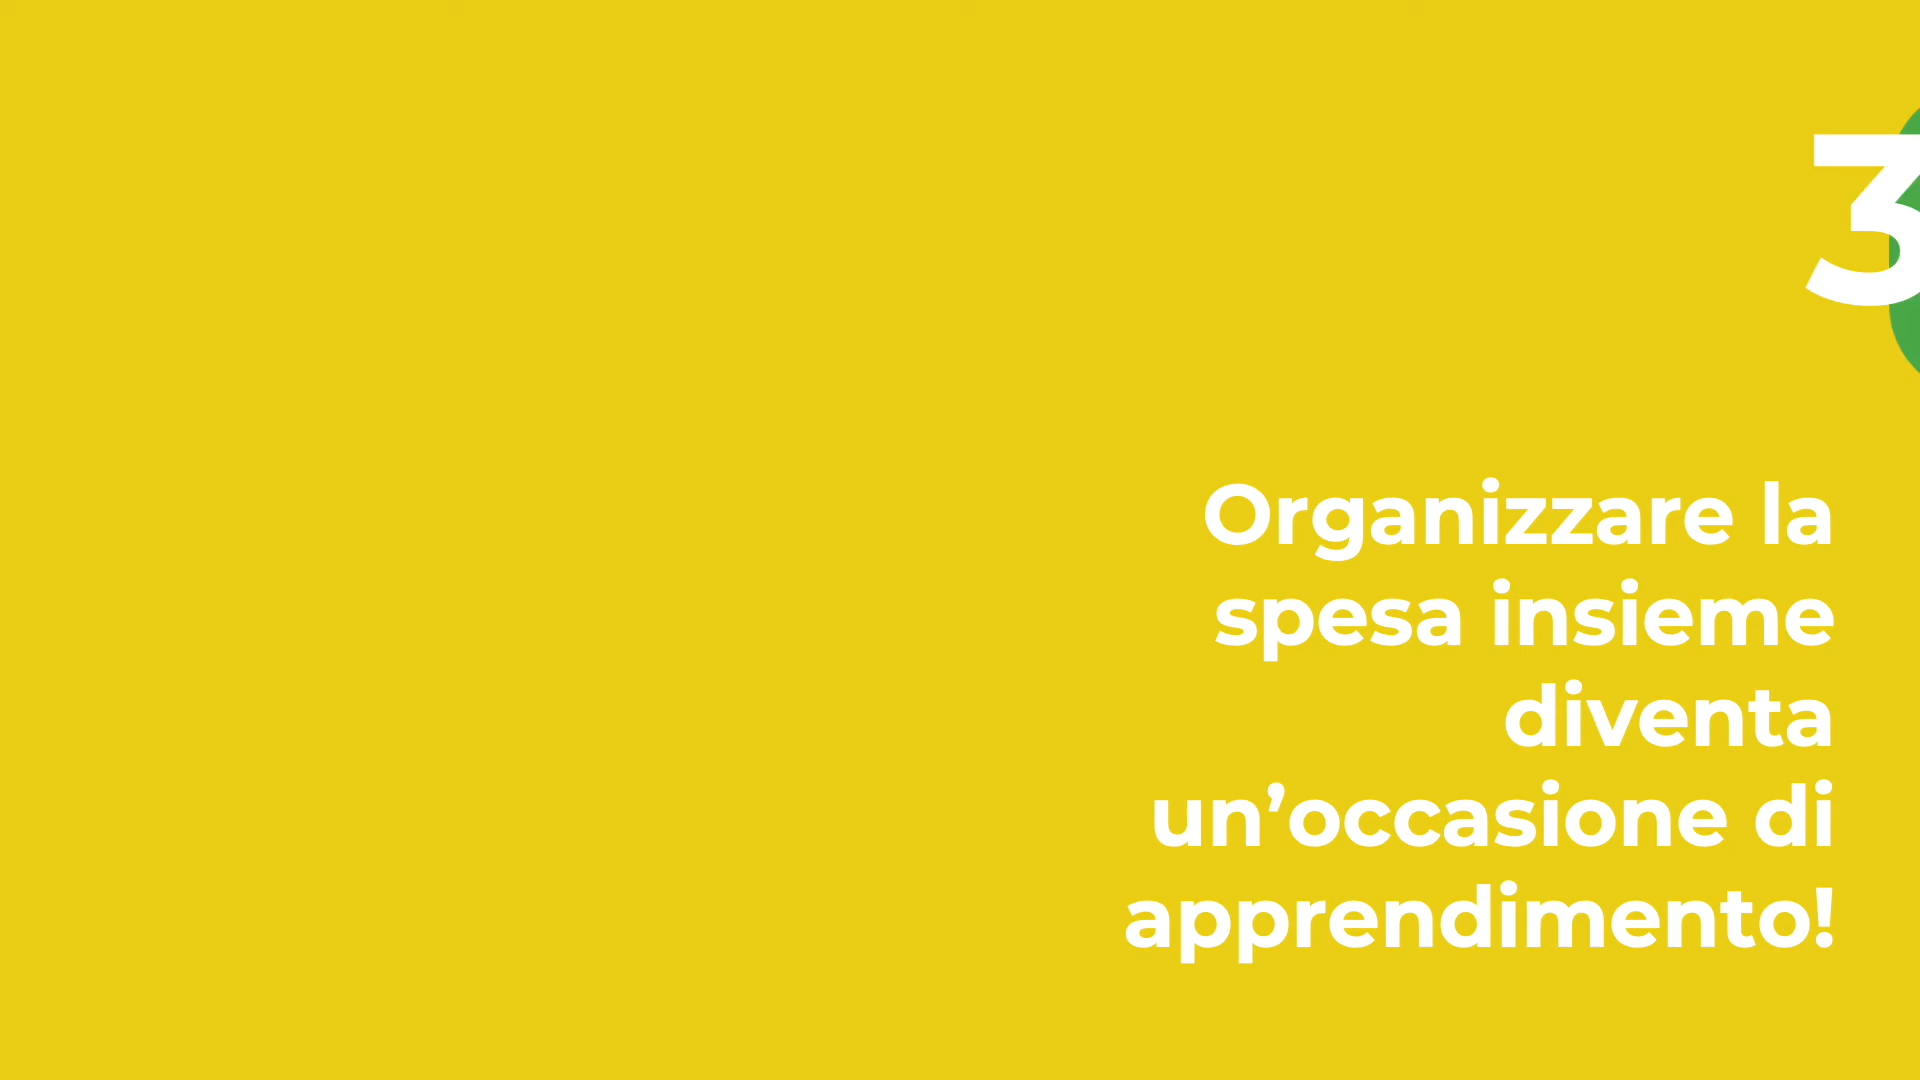 3
Organizzare la
spesa insieme
diventa
un’occasione di
apprendimento!